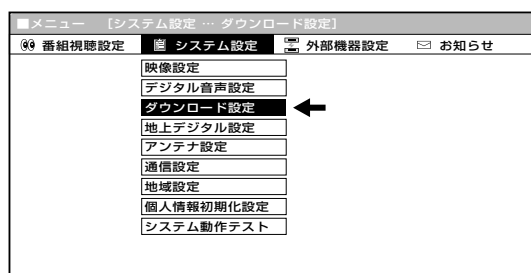 ■メニュー [システム設定 … ダウンロード設定]
番組視聴設定 システム設定 外部機器設定 お知らせ
映像設定
デジタル音声設定
ダウンロード設定
地上デジタル設定
アンテナ設定
通信設定
地域設定
個人情報初期化設定
システム動作テスト